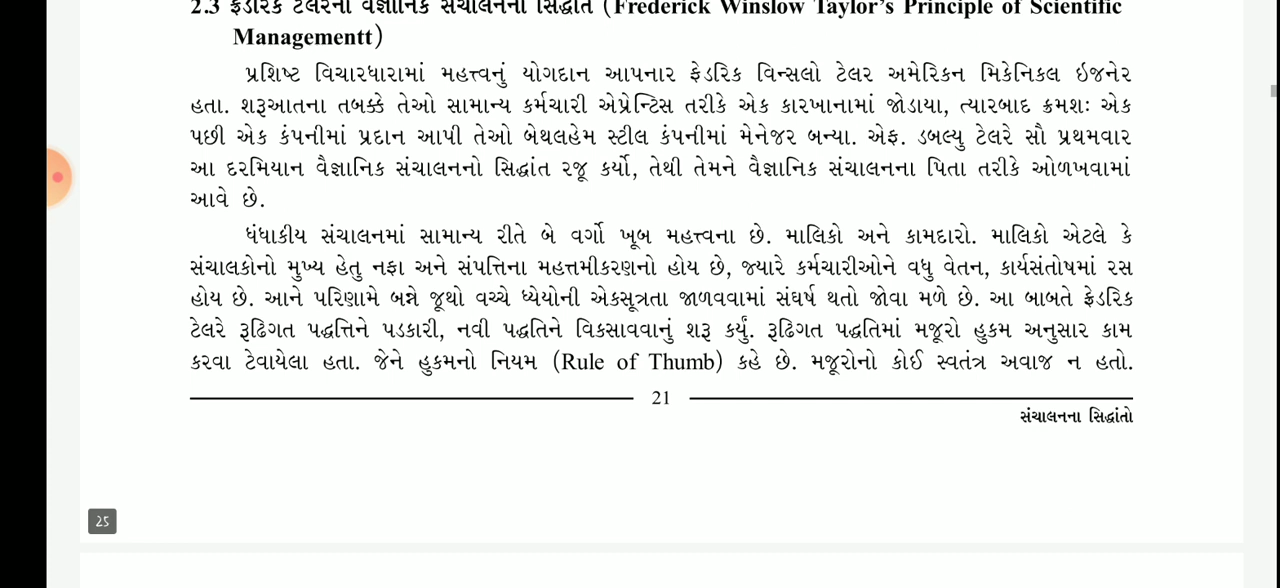 2.3 ફ્રેડરિક ટેલરના વૈજ્ઞાનિક સંચાલનના સિદ્ધાંત (Frederick Winslow Taylor's Principle of Scientific
Managementt)
પ્રશિષ્ટ વિચારધારામાં મહત્ત્વનું યોગદાન આપનાર ફ્રેડરિક વિન્સલો ટેલર અમેરિકન મિકેનિકલ ઇજનેર
હતા. શરૂઆતના તબક્કે તેઓ સામાન્ય કર્મચારી એપ્રેન્ટિસ તરીકે એક કારખાનામાં જોડાયા, ત્યારબાદ ક્રમશઃ એક
પછી એક કંપનીમાં પ્રદાન આપી તેઓ બેથલહેમ સ્ટીલ કંપનીમાં મેનેજર બન્યા. એફ. ડબલ્યુ ટેલરે સૌ પ્રથમવાર
આ દરમિયાન વૈજ્ઞાનિક સંચાલનનો સિદ્ધાંત રજૂ કર્યો, તેથી તેમને વૈજ્ઞાનિક સંચાલનના પિતા તરીકે ઓળખવામાં
આવે છે.
ધંધાકીય સંચાલનમાં સામાન્ય રીતે બે વર્ગો ખૂબ મહત્ત્વના છે. માલિકો અને કામદારો. માલિકો એટલે કે
સંચાલકોનો મુખ્ય હેતુ નફા અને સંપત્તિના મહત્તમીકરણનો હોય છે, જ્યારે કર્મચારીઓને વધુ વેતન, કાર્યસંતોષમાં રસ
હોય છે. આને પરિણામે બન્ને જૂથો વચ્ચે ધ્યેયોની એકસૂત્રતા જાળવવામાં સંઘર્ષ થતો જોવા મળે છે. આ બાબતે ફ્રેડરિક
ટેલરે રૂઢિગત પદ્ધત્તિને પડકારી, નવી પદ્ધતિને વિકસાવવાનું શરૂ કર્યું. રૂઢિગત પદ્ધતિમાં મજૂરો હુકમ અનુસાર કામ
કરવા ટેવાયેલા હતા. જેને હુકમનો નિયમ (Rule of Thumb) કહે છે. મજૂરોનો કોઈ સ્વતંત્ર અવાજ ન હતો.
21
સંચાલનના સિદ્ધાંતો
25